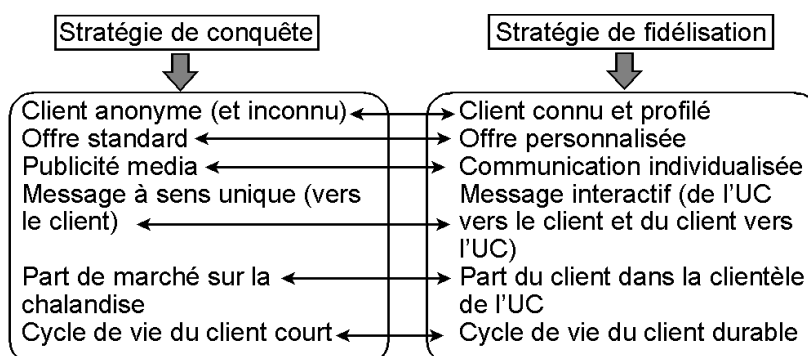 Stratégie de conquête
Stratégie de fidélisation
Client anonyme (et inconnu)
Offre standard
Publicité media
Message à sens unique (vers
le client)
Part de marché sur la
chalandise
Cycle de vie du client court
Client connu et profilé
Offre personnalisée
Communication individualisée
Message interactif (de l'UC
vers le client et du client vers
l'UC)
Part du client dans la clientèle
de l'UC
Cycle de vie du client durable